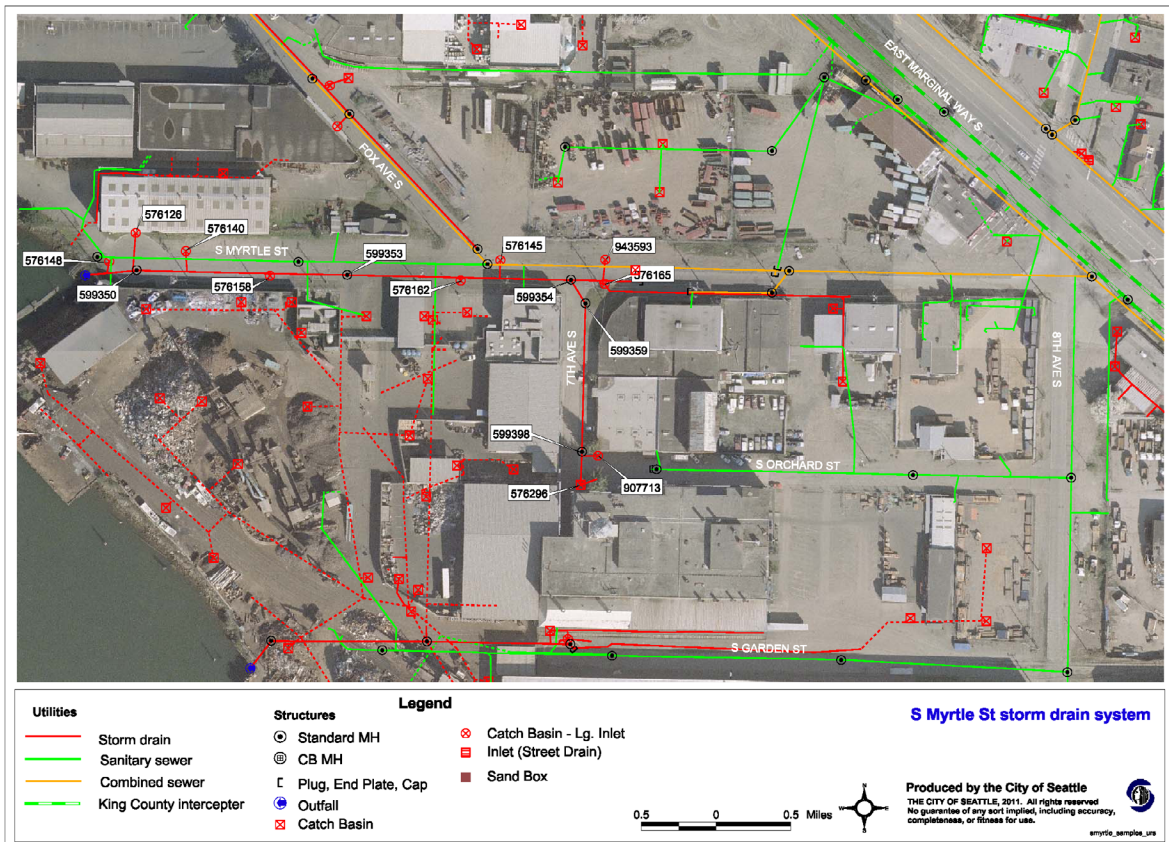 EAST MARGINAL WAY S
FOX AVE S
576126
576140
S MYRTLE ST
576148
599353
576145
943593
599350
576158
576162
599354
576165
599359
7TH AVE S
8TH AVE S
599398
S ORCHARD ST
576296
907713
S GARDEN ST
Legend
Utilities
Storm drain
Sanitary sewer
Combined sewer
King County intercepter
Structures
Standard MH
CB MH
Plug, End Plate, Cap
Outfall
Catch Basin
Catch Basin - Lg. Inlet
Inlet (Street Drain)
Sand Box
S Myrtle St storm drain system
0.5 0 0.5 Miles
N
W E
S
Produced by the City of Seattle
THE CITY OF SEATTLE, 2011. All rights reserved
No guarantee of any sort implied, including accuracy,
completeness, or fitness for use.
smyrtle_samples_urs